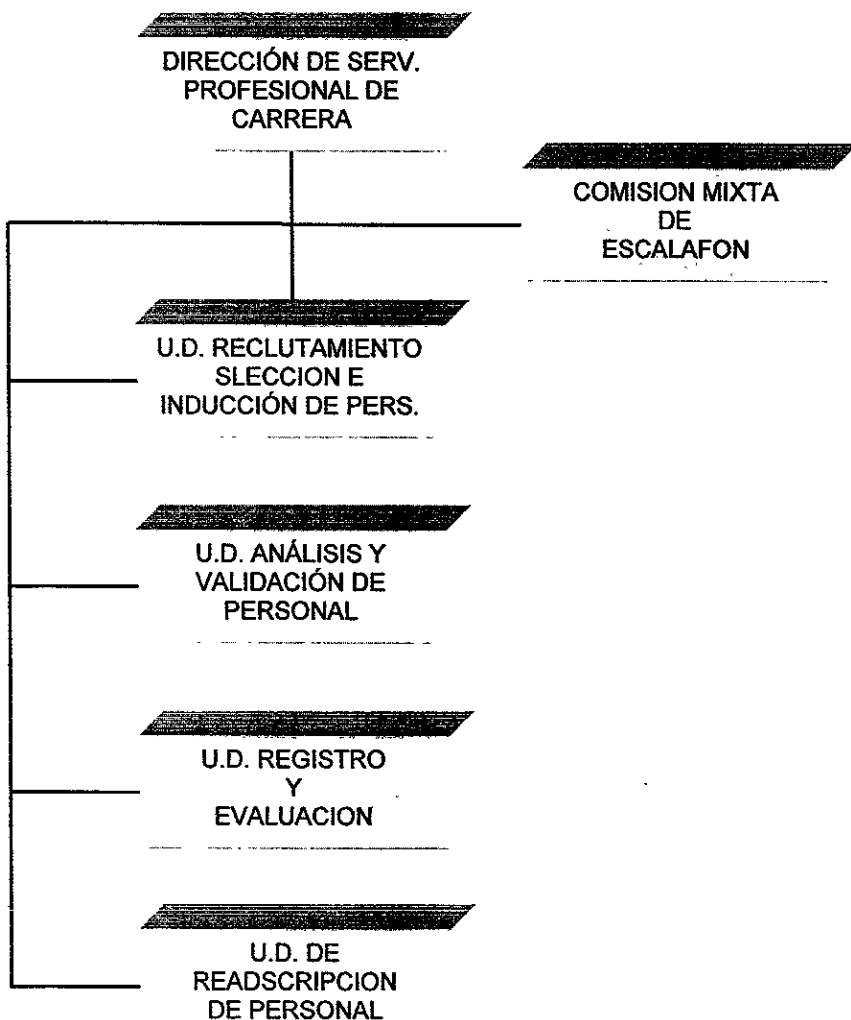 DIRECCIÓN DE SERV.
PROFESIONAL DE
CARRERA
COMISION MIXTA
DE
ESCALAFON
U.D. RECLUTAMIENTO
SLECCION E
INDUCCIÓN DE PERS.
U.D. ANÁLISIS Y
VALIDACIÓN DE
PERSONAL
U.D. REGISTRO
Y
EVALUACION
U.D. DE
READSCRIPCION
DE PERSONAL